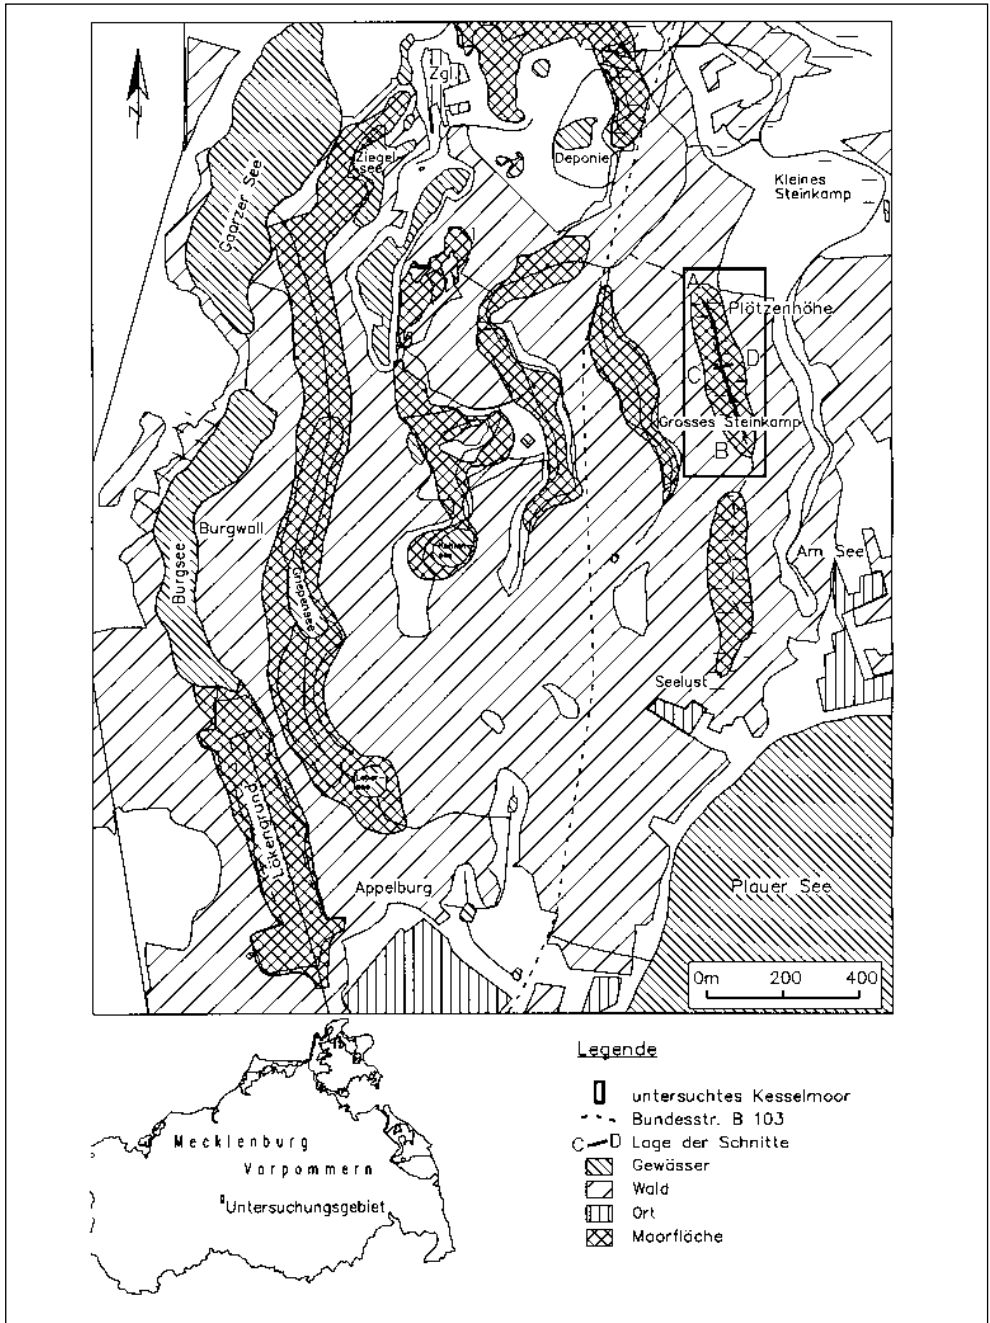 N
Zgl.
Gaarzer See
Ziegel-
see
Deponie
Kleines
Steinkamp
A
Plötzenhöhe
D
C
Grosses Steinkamp
B
Burgwall
Burgsee
Griepensee
Am See
Seelust
Lökengrund
Appelburg
Plauer See
0m 200 400
Mecklenburg
Vorpommern
Untersuchungsgebiet
Legende
untersuchtes Kesselmoor
Bundesstr. B 103
C D Lage der Schnitte
Gewässer
Wald
Ort
Moorfläche